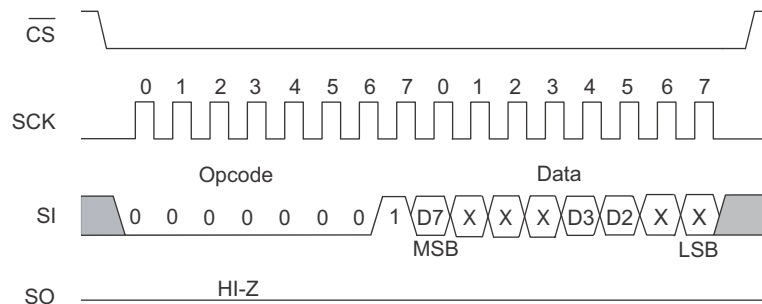 CS
0 1 2 3 4 5 6 7 0 1 2 3 4 5 6 7
SCK
Opcode Data
SI 0 0 0 0 0 0 0 1 D7 X X X D3 D2 X X
MSB LSB
HI-Z
SO